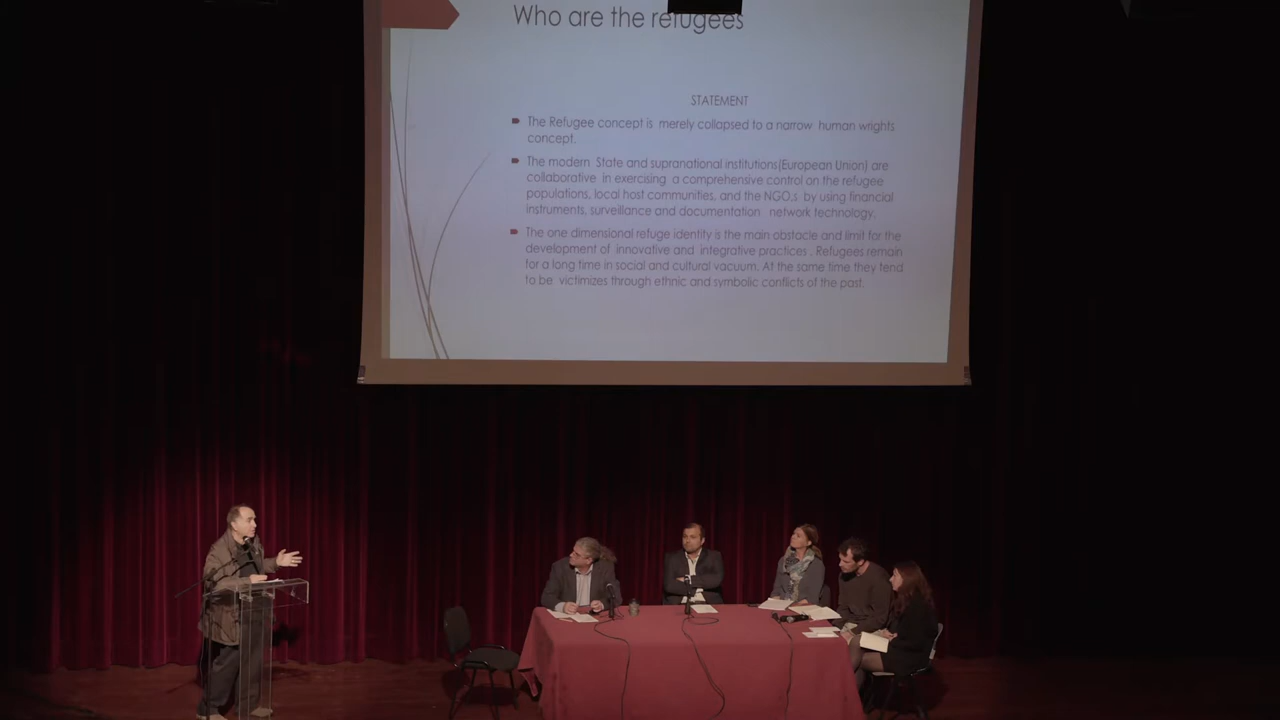 Who are the refugees
STATEMENT
The Refugee concept is merely collapsed to a narrow human wrights
concept.
The modern State and supranational institutions(European Union) are
collaborative in exercising a comprehensive control on the refugee
populations, local host communities, and the NGO.s by using financial
instruments, surveillance and documentation network technology.
The one dimensional refuge identity is the main obstacle and limit for the
development of innovative and integrative practices . Refugees remain
for a long time in social and cultural vacuum. At the same time they tend
to be victimizes through ethnic and symbolic conflicts of the past.